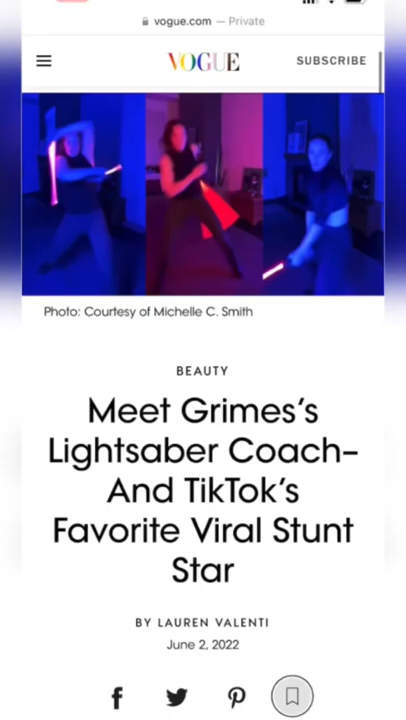 vogue.com — Private
VOGUE
SUBSCRIBE
Photo: Courtesy of Michelle C. Smith
BEAUTY
Meet Grimes's
Lightsaber Coach–
And TikTok's
Favorite Viral Stunt
Star
BY LAUREN VALENTI
June 2, 2022